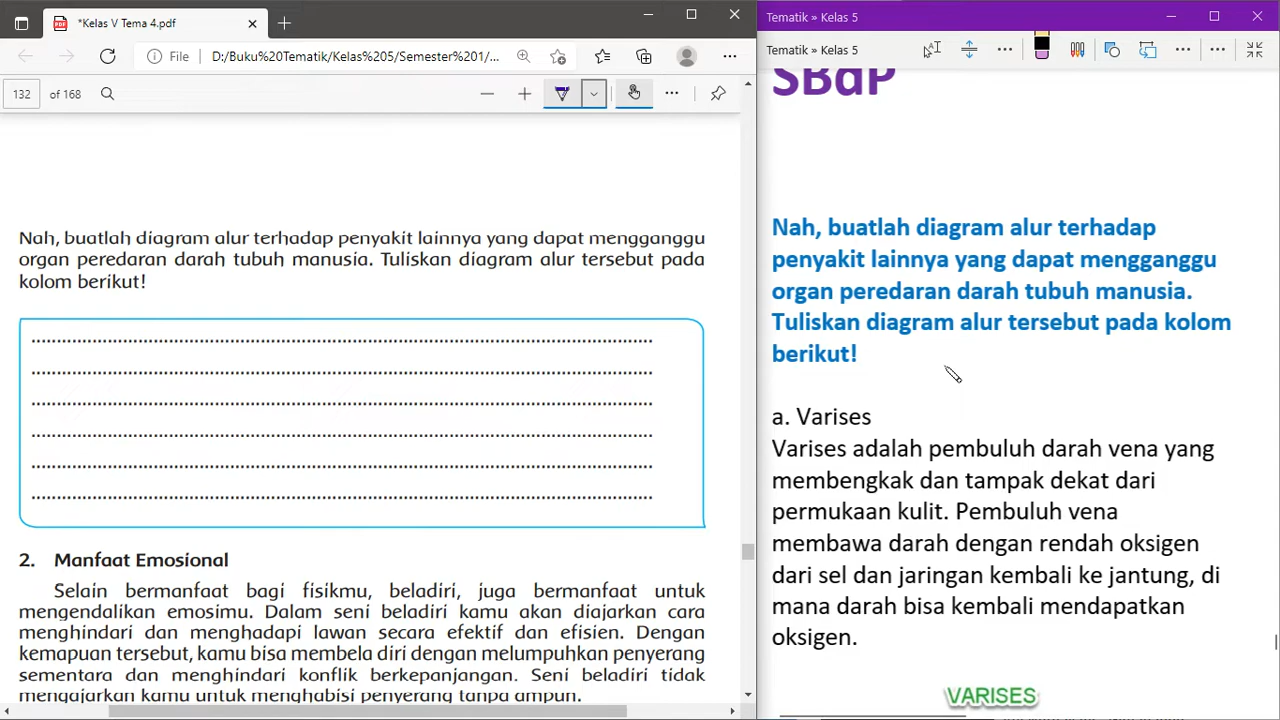 *Kelas V Tema 4.pdf
File
D:/Buku%20Tematik/Kelas%205/Semester%201/...
132 of 168
Nah, buatlah diagram alur terhadap penyakit lainnya yang dapat mengganggu
organ peredaran darah tubuh manusia. Tuliskan diagram alur tersebut pada
kolom berikut!
2. Manfaat Emosional
Selain bermanfaat bagi fisikmu, beladiri, juga bermanfaat untuk
mengendalikan emosimu. Dalam seni beladiri kamu akan diajarkan cara
menghindari dan menghadapi lawan secara efektif dan efisien. Dengan
kemapuan tersebut, kamu bisa membela diri dengan melumpuhkan penyerang
sementara dan menghindari konflik berkepanjangan. Seni beladiri tidak
mengajarkan kamu untuk menghabisi penyerang tanpa ampun.
Tematik » Kelas 5
Tematik » Kelas 5
SBdP
Nah, buatlah diagram alur terhadap
penyakit lainnya yang dapat mengganggu
organ peredaran darah tubuh manusia.
Tuliskan diagram alur tersebut pada kolom
berikut!
a. Varises
Varises adalah pembuluh darah vena yang
membengkak dan tampak dekat dari
permukaan kulit. Pembuluh vena
membawa darah dengan rendah oksigen
dari sel dan jaringan kembali ke jantung, di
mana darah bisa kembali mendapatkan
oksigen.
VARISES